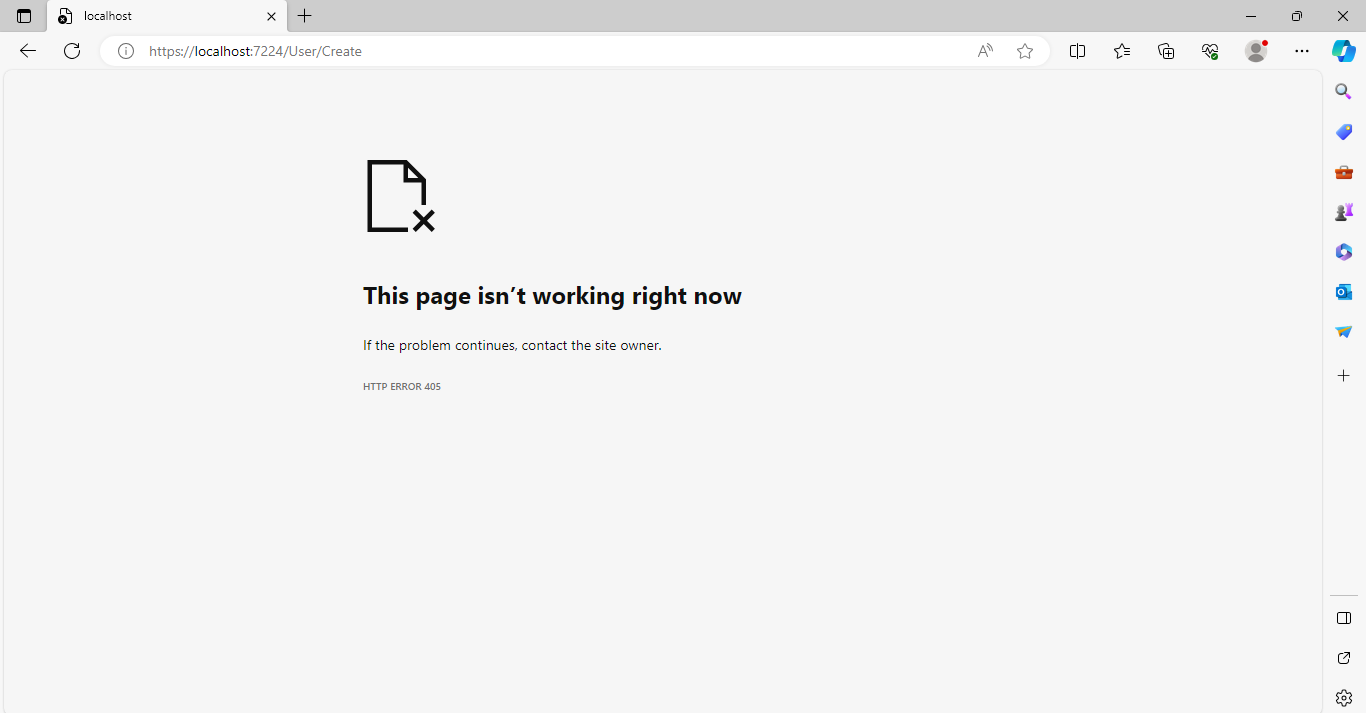 localhost
https://localhost:7224/User/Create
This page isn’t working right now
If the problem continues, contact the site owner.
HTTP ERROR 405